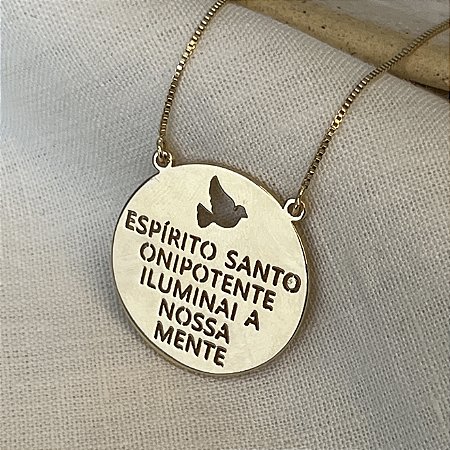 ESPÍRITO SANTO
ONIPOTENTE
ILUMINAI A
NOSSA
MENTE